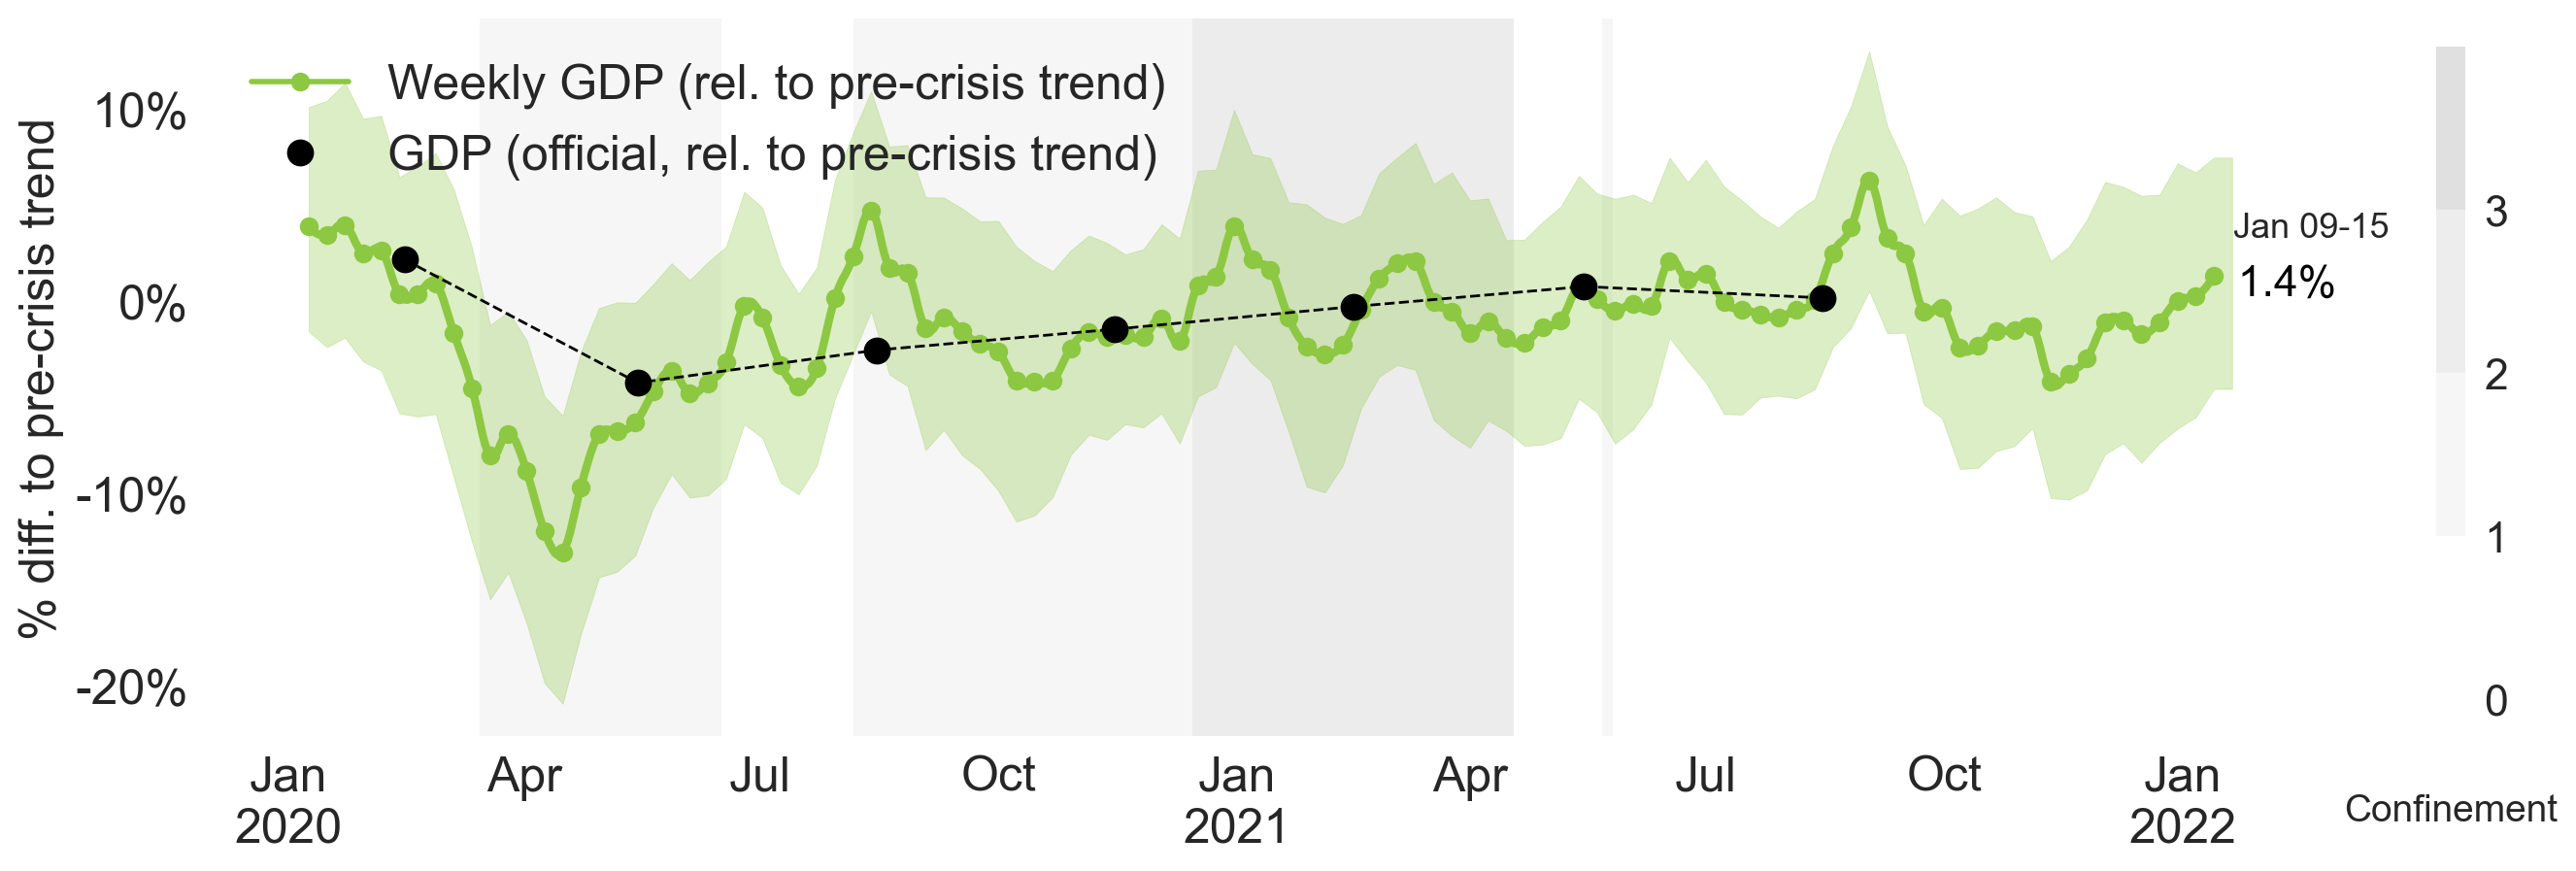 Weekly GDP (rel. to pre-crisis trend)
GDP (official, rel. to pre-crisis trend)
% diff. to pre-crisis trend
10%
0%
-10%
-20%
Jan 09-15
1.4%
3
2
1
0
Jan Apr Jul Oct Jan Apr Jul Oct Jan
2020 2021 2022
Confinement